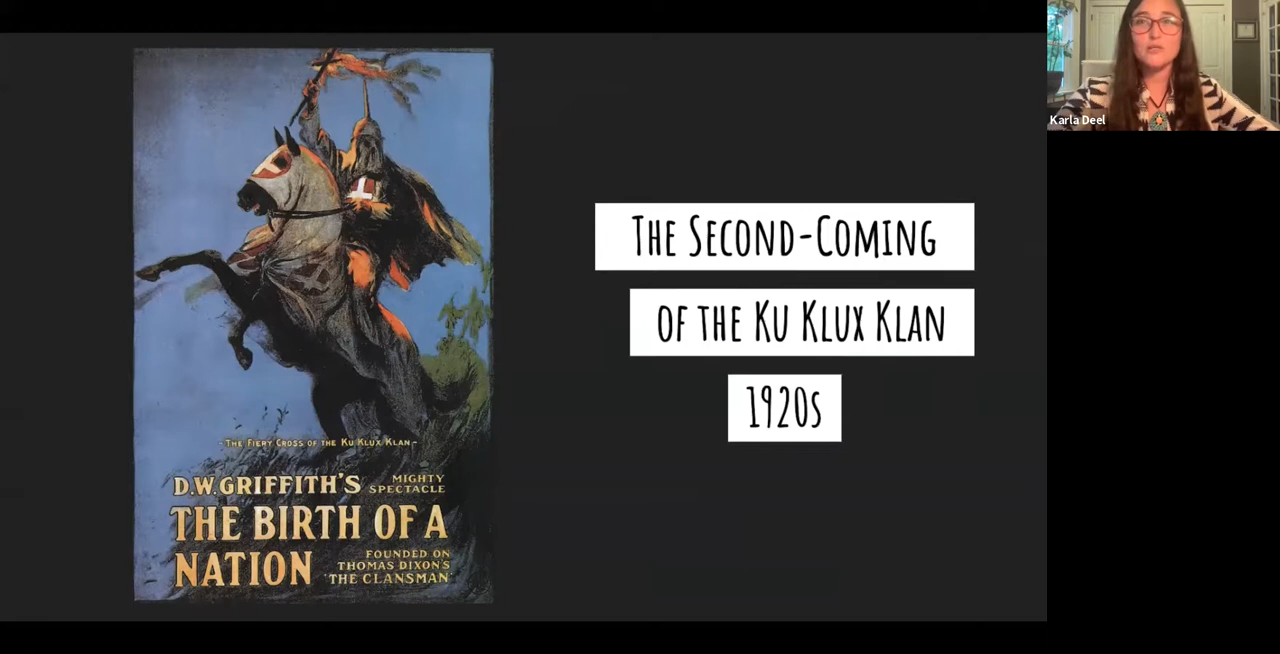 Karla Deel
The Second-Coming
of the Ku Klux Klan
1920s
-The Fiery Cross of the Ku Klux Klan-
D.W. GRIFFITH'S
MIGHTY
SPECTACLE
THE BIRTH OF A
NATION
FOUNDED ON
THOMAS DIXON'S
'THE CLANSMAN'